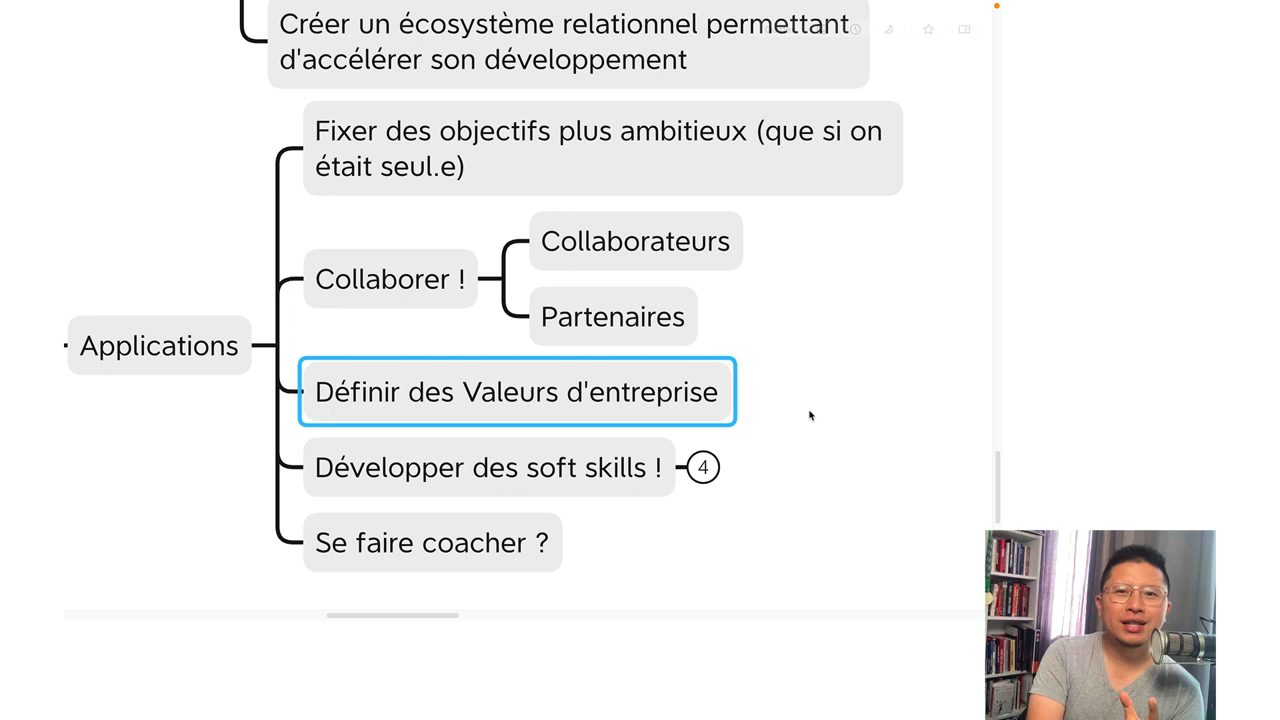 Créer un écosystème relationnel permettant
d'accélérer son développement
Fixer des objectifs plus ambitieux (que si on
était seul.e)
Collaborateurs
Collaborer !
Partenaires
Applications
Définir des Valeurs d'entreprise
Développer des soft skills !
4
Se faire coacher ?